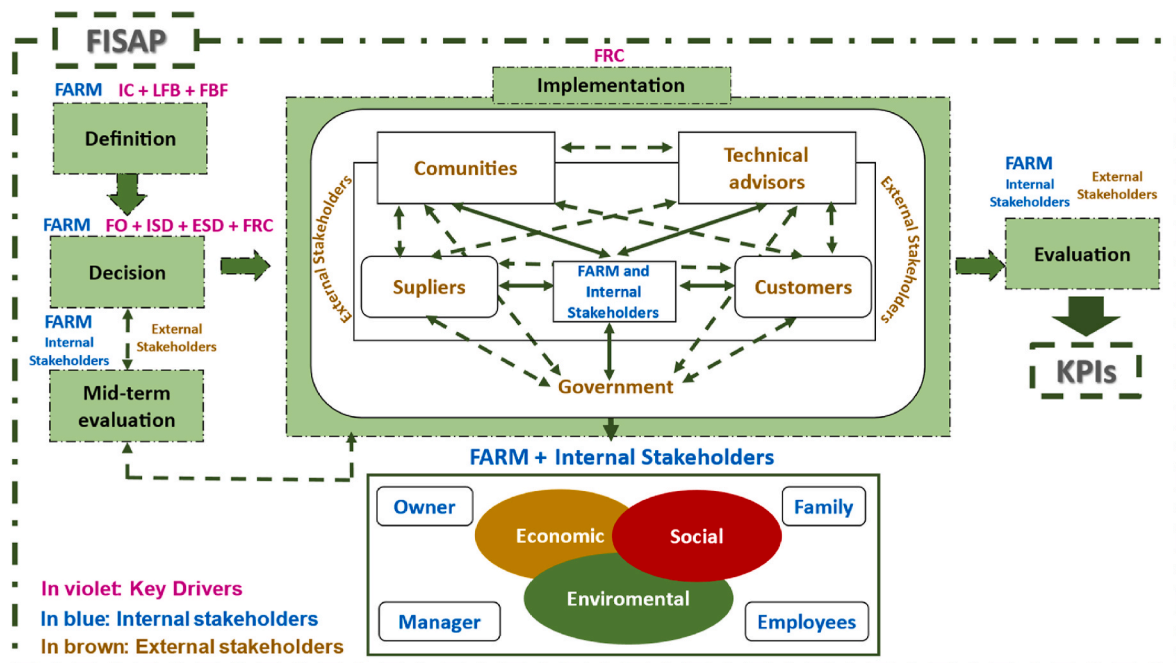 FISAP
FARM IC + LFB + FBF
Definition
FARM FO + ISD + ESD + FRC
Decision
FARM
Internal
Stakeholders
External
Stakeholders
Mid-term
evaluation
FRC
Implementation
External Stakeholders
Comunities
Technical
advisors
External Stakeholders
Supliers
FARM and
Internal
Stakeholders
Customers
Government
FARM
Internal
Stakeholders
External
Stakeholders
Evaluation
KPIs
FARM + Internal Stakeholders
Owner
Family
Economic
Social
Enviromental
Manager
Employees
In violet: Key Drivers
In blue: Internal stakeholders
In brown: External stakeholders